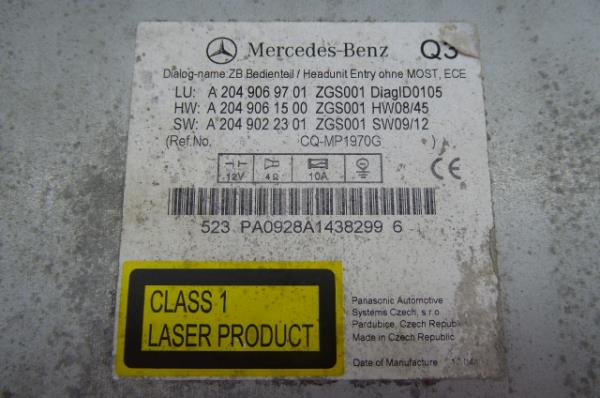 Mercedes-Benz Q3
Dialog-name:ZB Bedienteil / Headunit Entry ohne MOST, ECE
LU: A 204 906 97 01 ZGS001 DiagID0105
HW: A 204 906 15 00 ZGS001 HW08/45
SW: A 204 902 23 01 ZGS001 SW09/12
(Ref.No. CQ-MP1970G )
12V 4Ω 10A
CE
523 PA0928A1438299 6
CLASS 1
LASER PRODUCT
Panasonic Automotive
Systems Czech, s.r.o
Pardubice, Czech Republic
Made in Czech Republic
Date of Manufacture